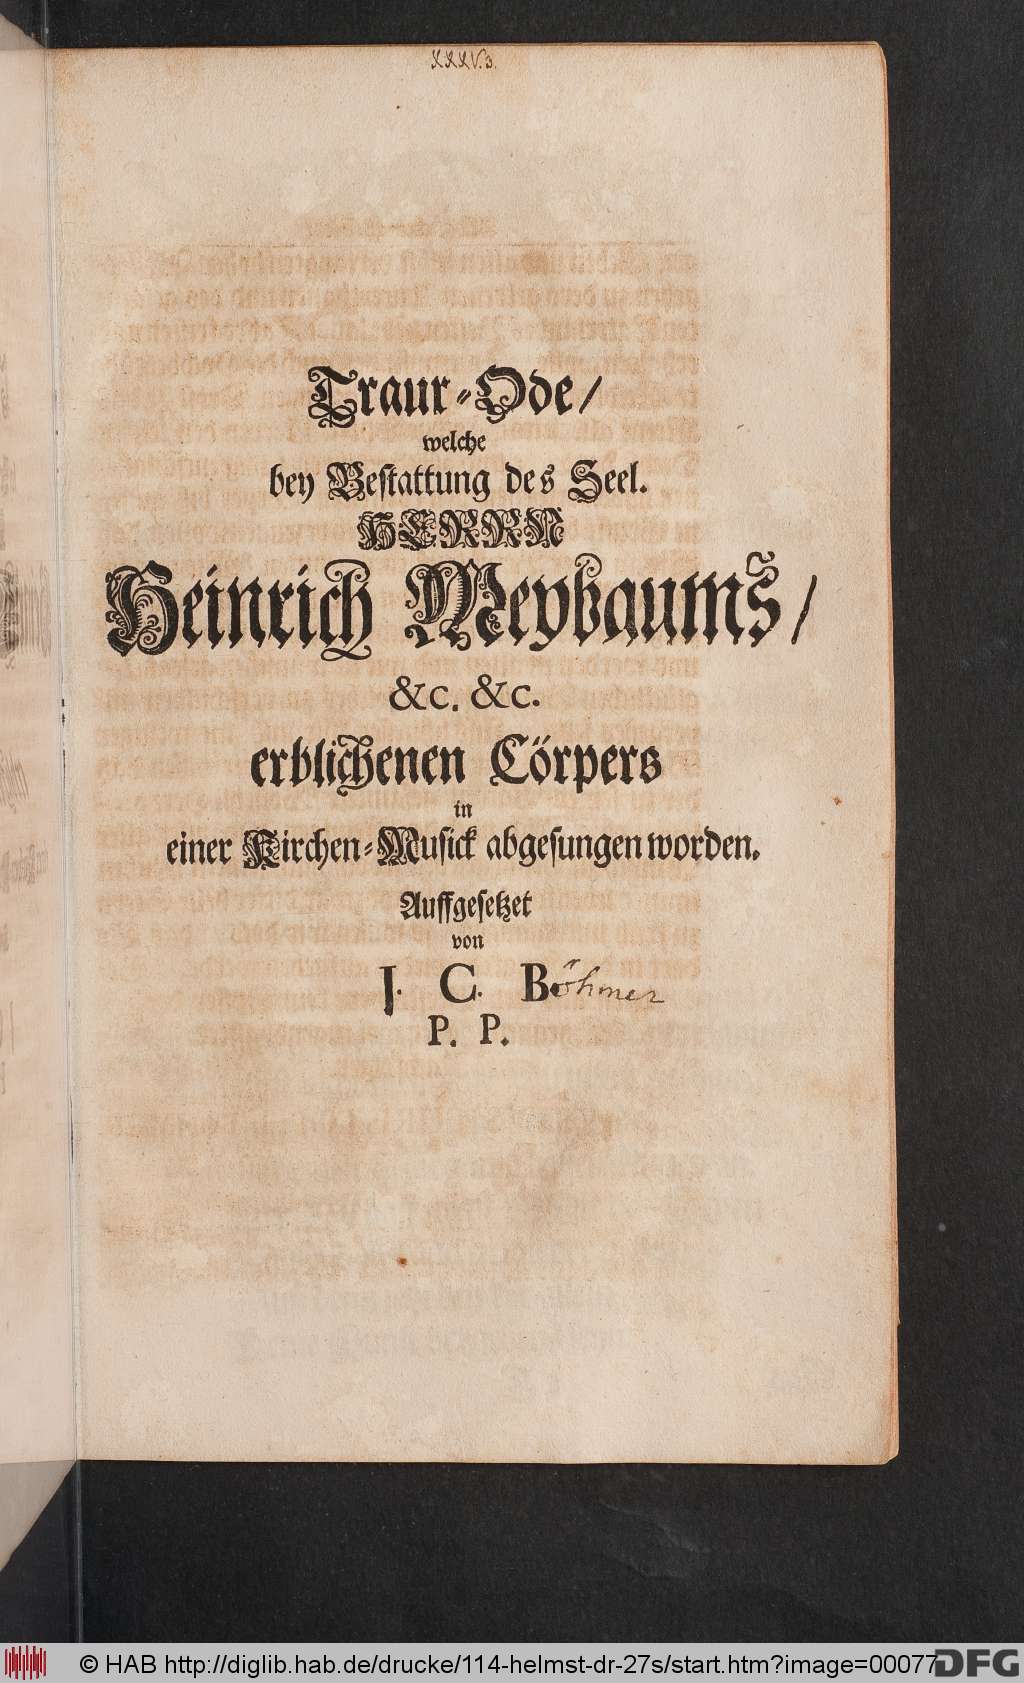 XXXV.3.
Traur-Ode/
welche
bey Bestattung des Seel.
HERRN
Heinrich Meybaums/
&c. &c.
erblichenen Cörpers
in
einer Kirchen-Musick abgesungen worden.
Auffgesetzet
von
J. C. Böhmer
P. P.
© HAB http://diglib.hab.de/drucke/114-helmst-dr-27s/start.htm?image=00077
DFG